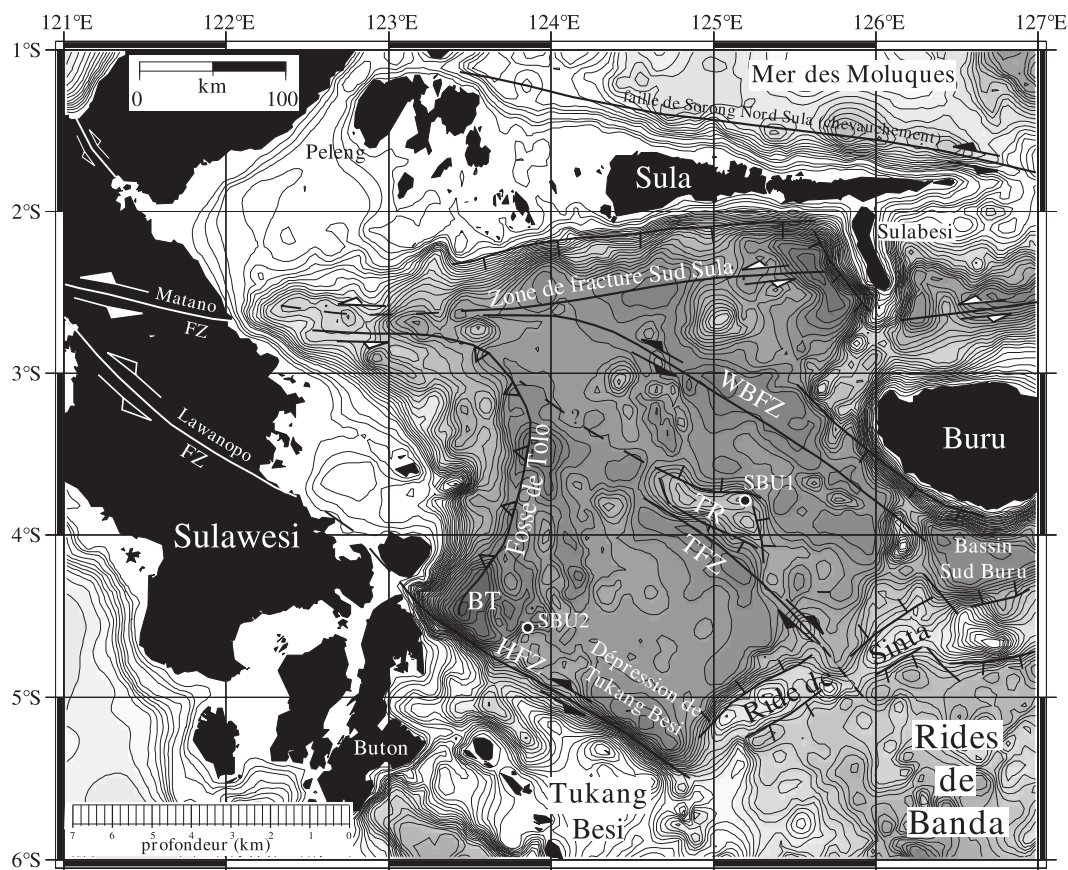 121°E 122°E 123°E 124°E 125°E 126°E 127°E
1°S
0 km 100
Mer des Moluques
faille de Sorong Nord Sula (chevauchement)
Peleng
Sula
2°S
Sulabesi
Zone de fracture Sud Sula
Matano
FZ
3°S
WBFZ
Lawanopo
FZ
?
Fosse de Tolo
Buru
SBU1
TR
4°S
Sulawesi
TFZ
Bassin
Sud Buru
BT
SBU2
HFZ
Dépression de
Tukang Besi
Ride de Sinta
5°S
Buton
Rides
de
Banda
Tukang
Besi
7 6 5 4 3 2 1 0
profondeur (km)
6°S